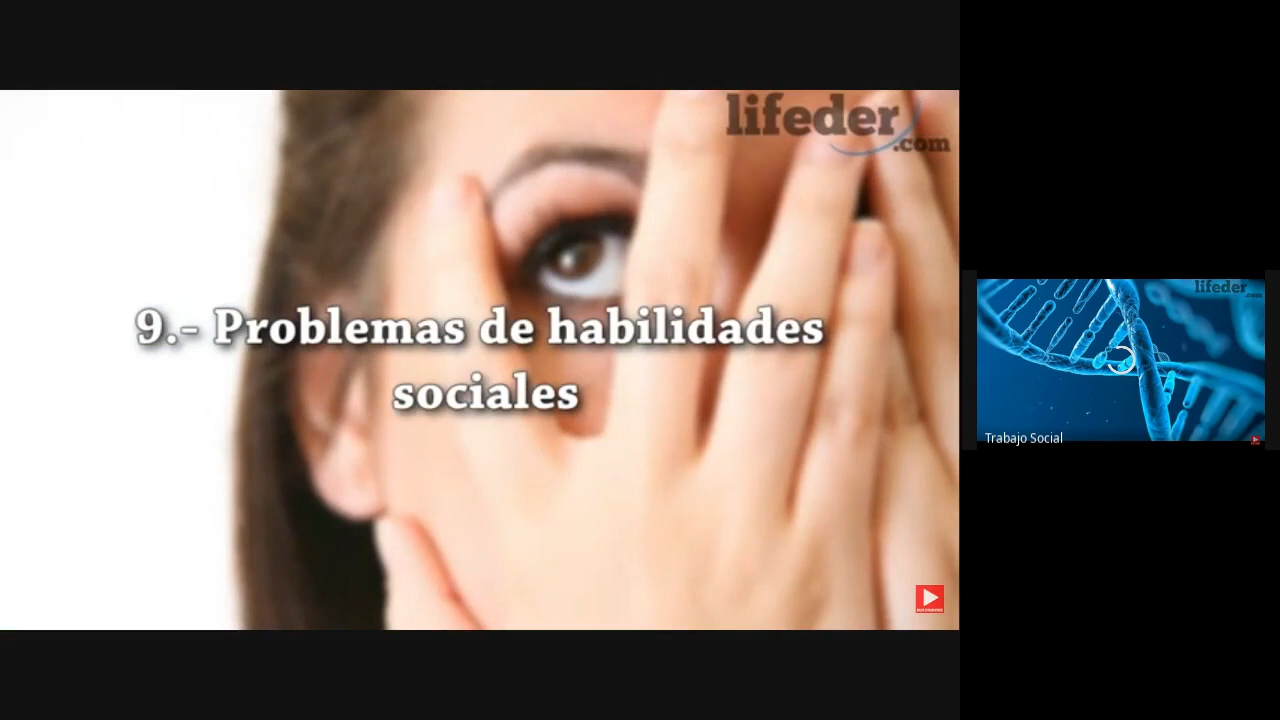 lifeder
.com
9.- Problemas de habilidades
sociales
lifeder
Trabajo Social